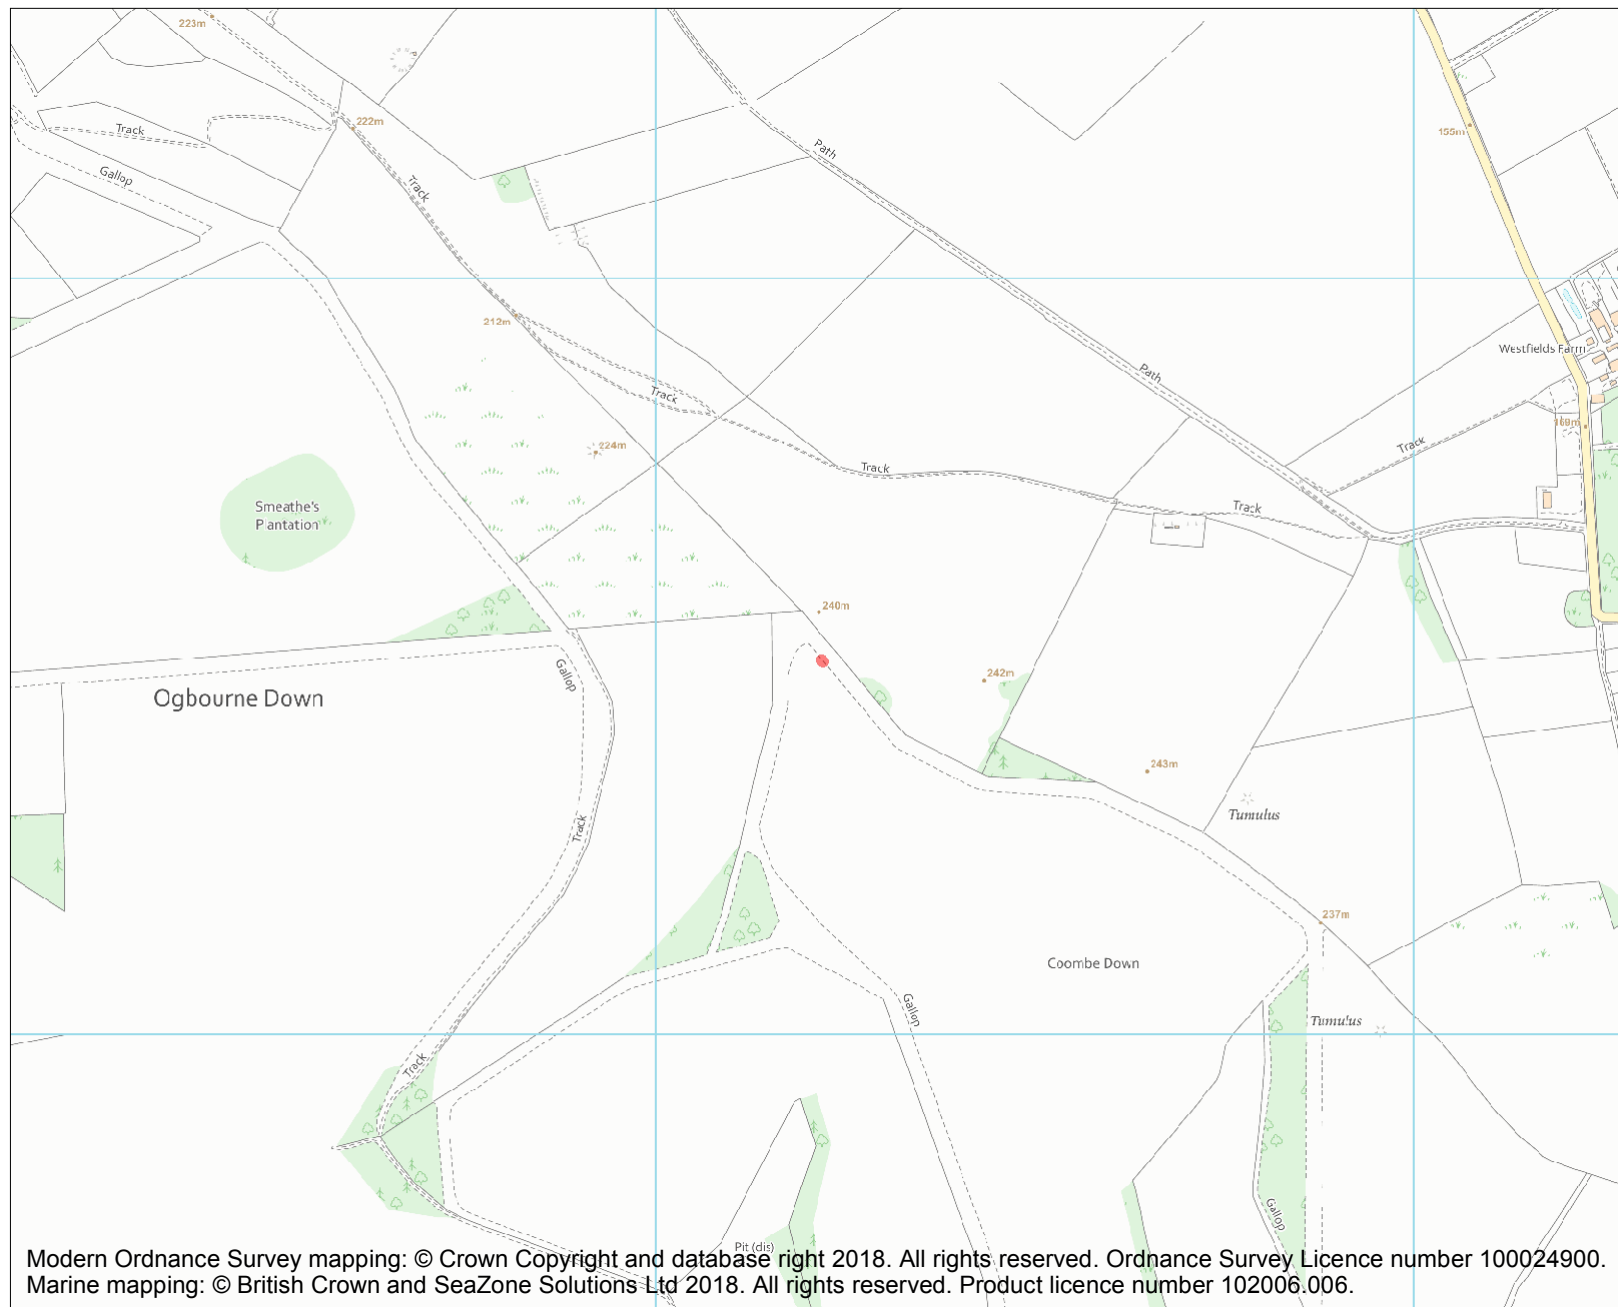 223m
222m
Track
Path
155m
Gallop
Track
212m
Westfields Farm
Path
Track
169m
224m
Track
Track
Smeathe's
Plantation
Track
240m
242m
Gallop
Ogbourne Down
243m
Tumulus
Track
237m
Coombe Down
Gallop
Tumulus
Track
Gallop
Pit (dis)
Modern Ordnance Survey mapping: © Crown Copyright and database right 2018. All rights reserved. Ordnance Survey Licence number 100024900.
Marine mapping: © British Crown and SeaZone Solutions Ltd 2018. All rights reserved. Product licence number 102006.006.